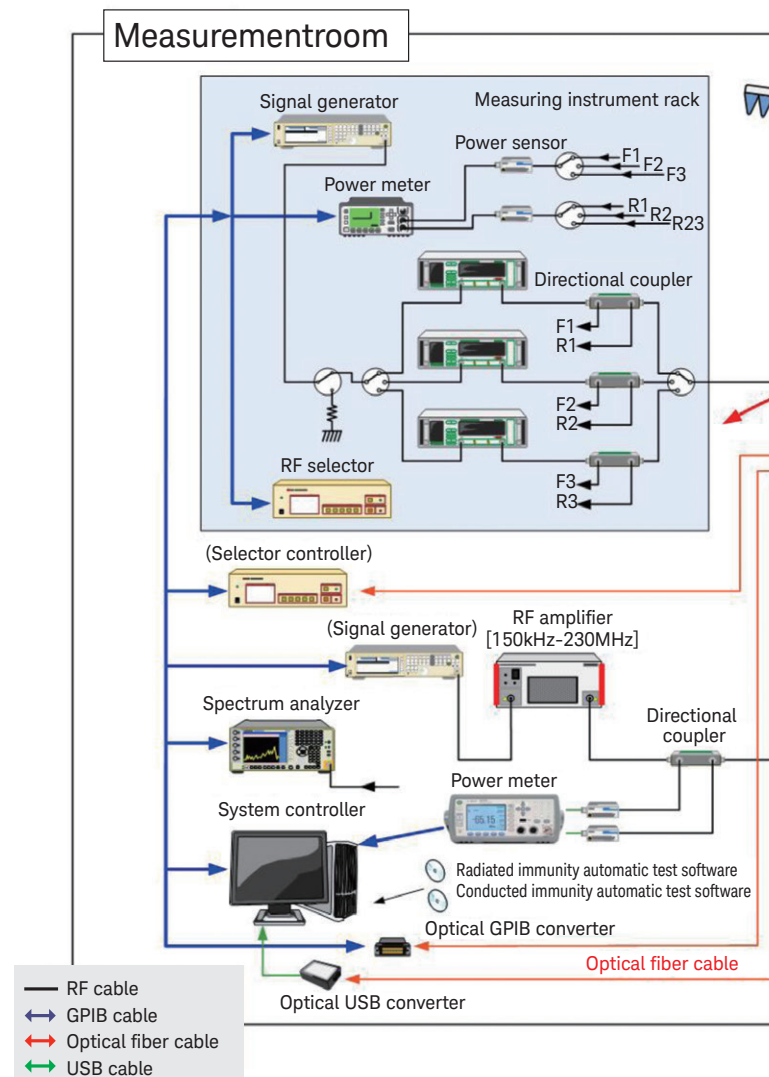 Measurementroom
Signal generator
Measuring instrument rack
Power sensor
F1
F2
F3
Power meter
R1
R2
R23
Directional coupler
F1
R1
F2
R2
RF selector
F3
R3
(Selector controller)
(Signal generator)
RF amplifier
[150kHz-230MHz]
Spectrum analyzer
Directional
coupler
Power meter
-65.15
System controller
Radiated immunity automatic test software
Conducted immunity automatic test software
Optical GPIB converter
Optical fiber cable
Optical USB converter
RF cable
GPIB cable
Optical fiber cable
USB cable